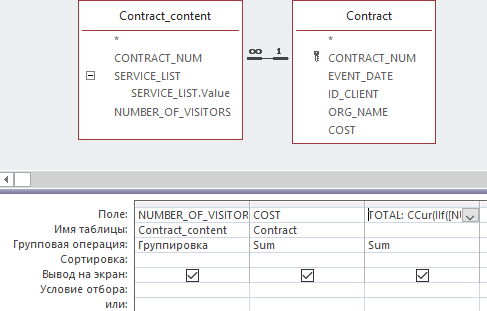 Contract_content
*
CONTRACT_NUM
SERVICE_LIST
SERVICE_LIST.Value
NUMBER_OF_VISITORS
∞ 1
Contract
*
CONTRACT_NUM
EVENT_DATE
ID_CLIENT
ORG_NAME
COST
Поле: NUMBER_OF_VISITOR COST TOTAL: CCur(IIf([NU
Имя таблицы: Contract_content Contract
Групповая операция: Группировка Sum Sum
Сортировка:
Вывод на экран:
Условие отбора:
или: